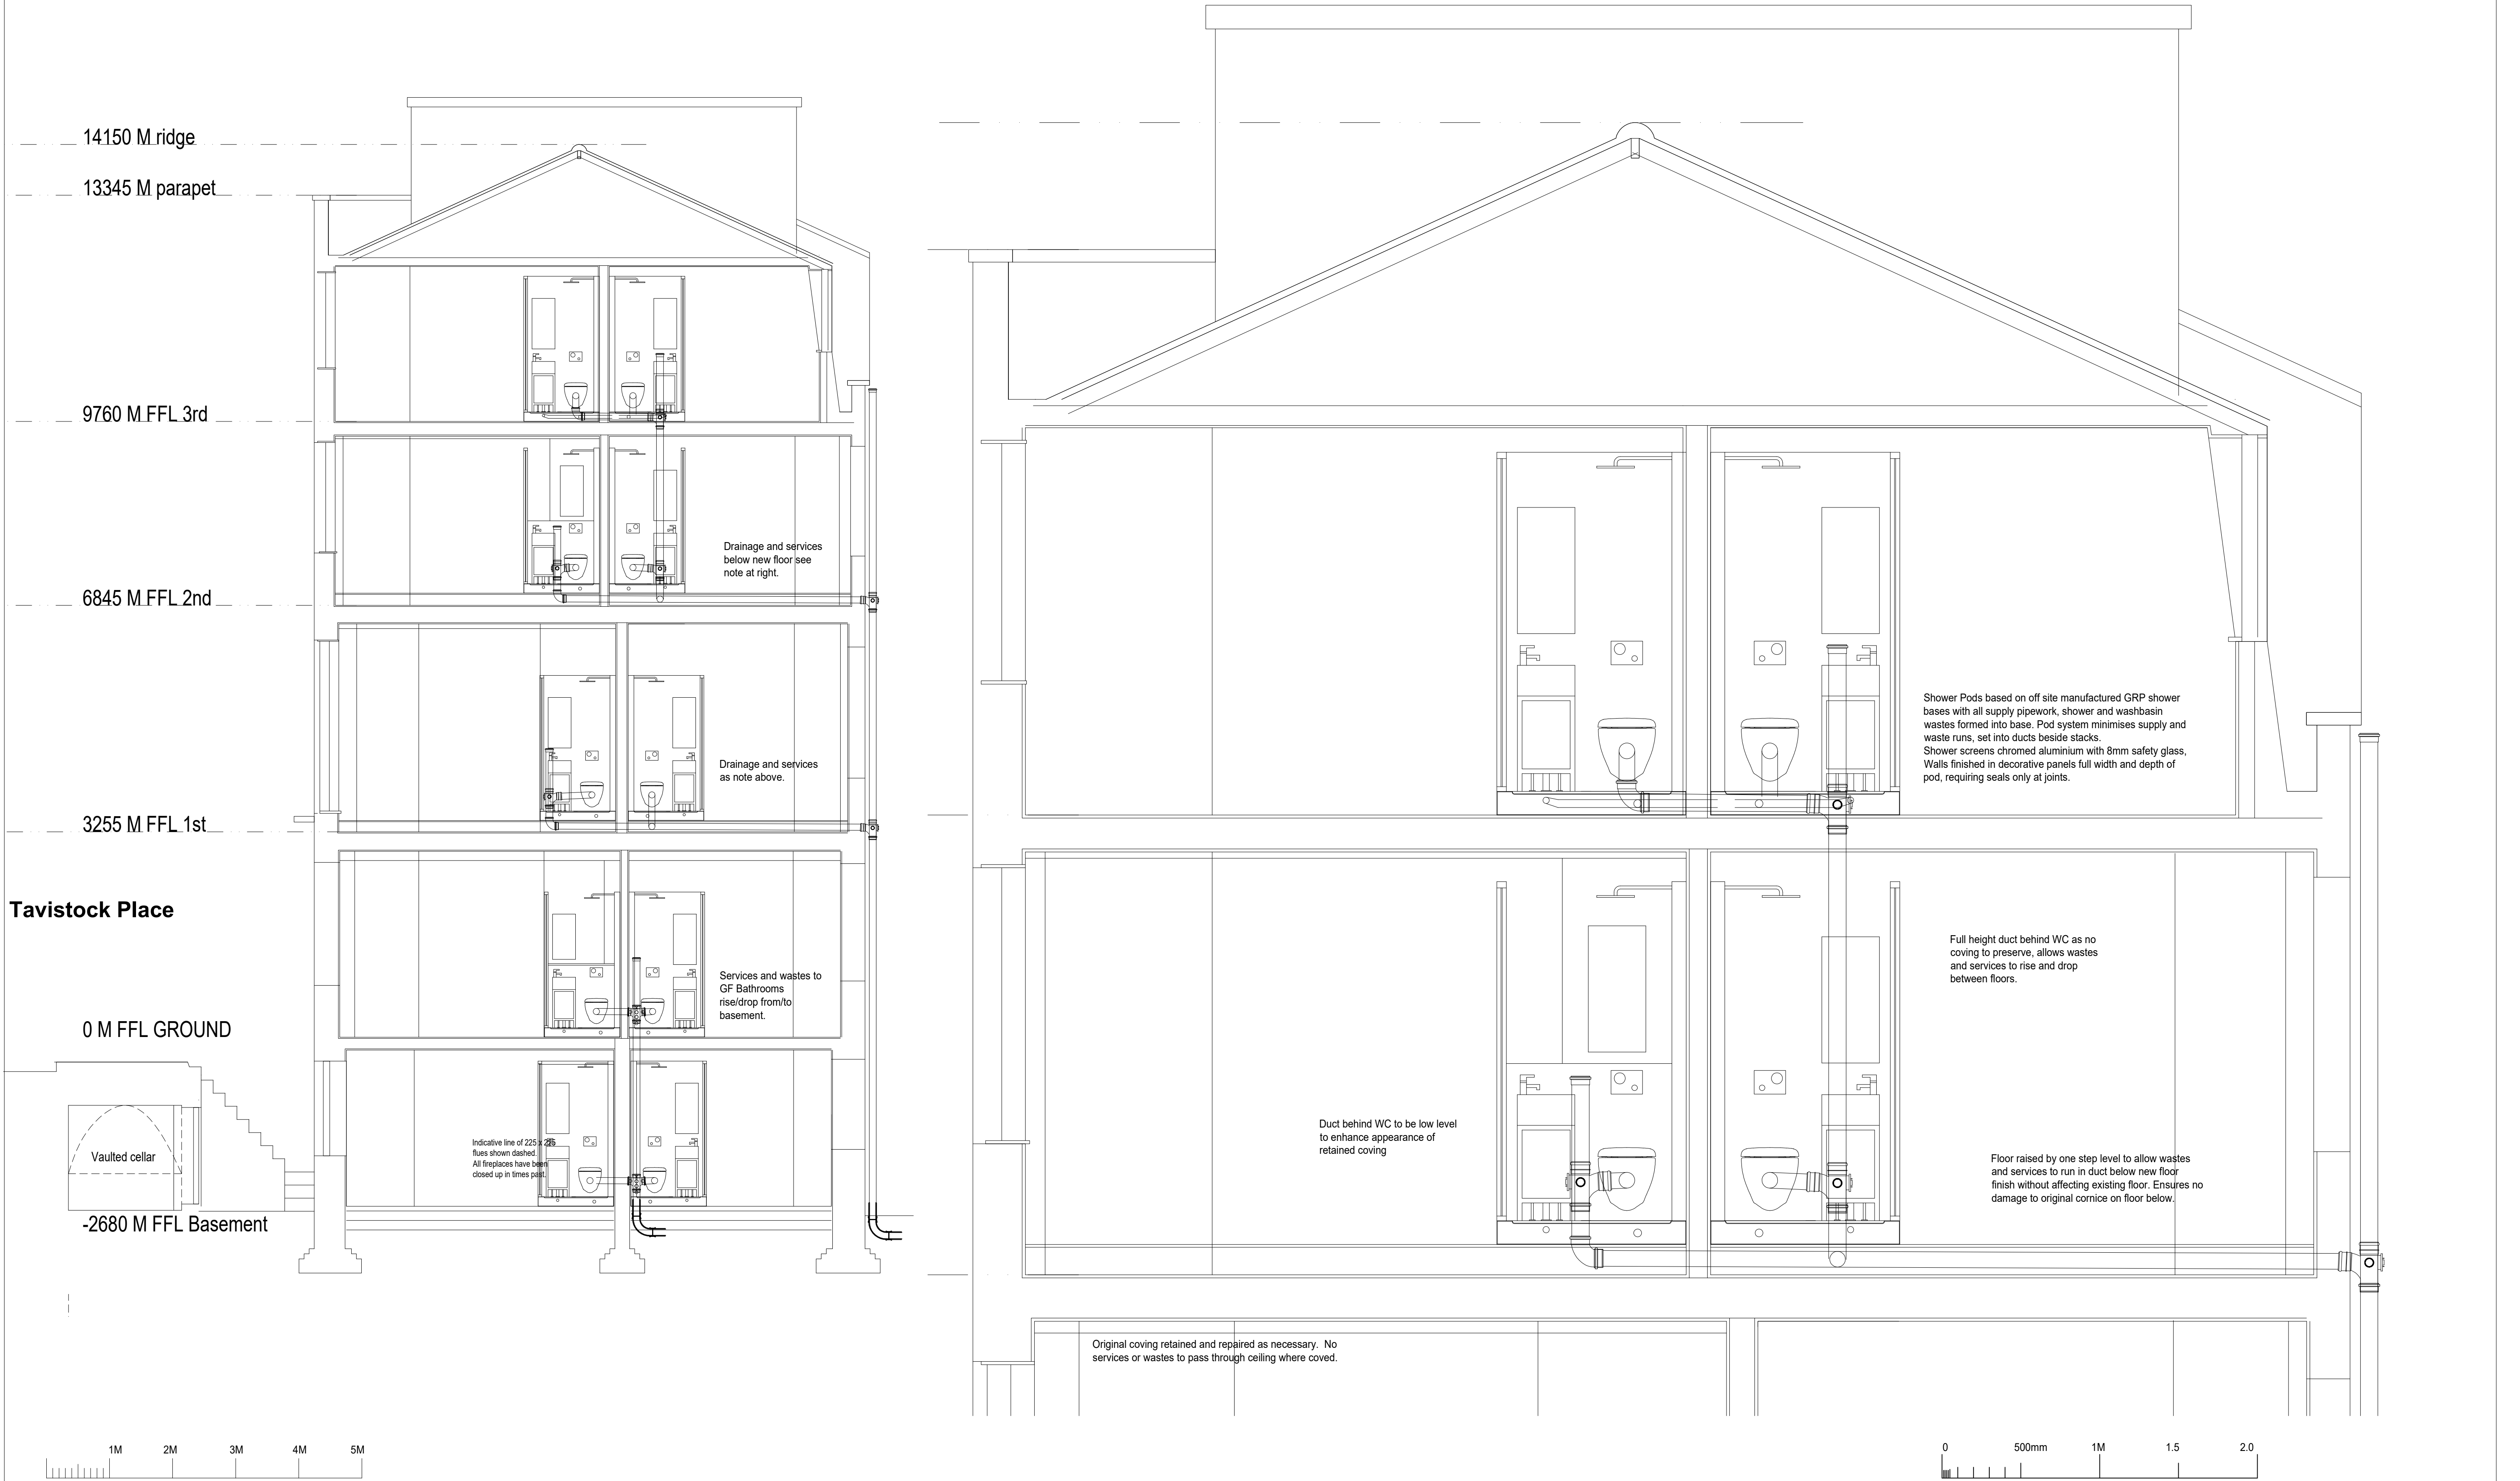 14150 M ridge
13345 M parapet
9760 M FFL 3rd
Drainage and services
below new floor see
note at right.
6845 M FFL 2nd
Drainage and services
as note above.
3255 M FFL 1st
Tavistock Place
Services and wastes to
GF Bathrooms
rise/drop from/to
basement.
0 M FFL GROUND
Vaulted cellar
Indicative line of 225 x 225
flues shown dashed.
All fireplaces have been
closed up in times past.
-2680 M FFL Basement
1M 2M 3M 4M 5M
Shower Pods based on off site manufactured GRP shower
bases with all supply pipework, shower and washbasin
wastes formed into base. Pod system minimises supply and
waste runs, set into ducts beside stacks.
Shower screens chromed aluminium with 8mm safety glass,
Walls finished in decorative panels full width and depth of
pod, requiring seals only at joints.
Full height duct behind WC as no
coving to preserve, allows wastes
and services to rise and drop
between floors.
Duct behind WC to be low level
to enhance appearance of
retained coving
Floor raised by one step level to allow wastes
and services to run in duct below new floor
finish without affecting existing floor. Ensures no
damage to original cornice on floor below.
Original coving retained and repaired as necessary. No
services or wastes to pass through ceiling where coved.
0 500mm 1M 1.5 2.0